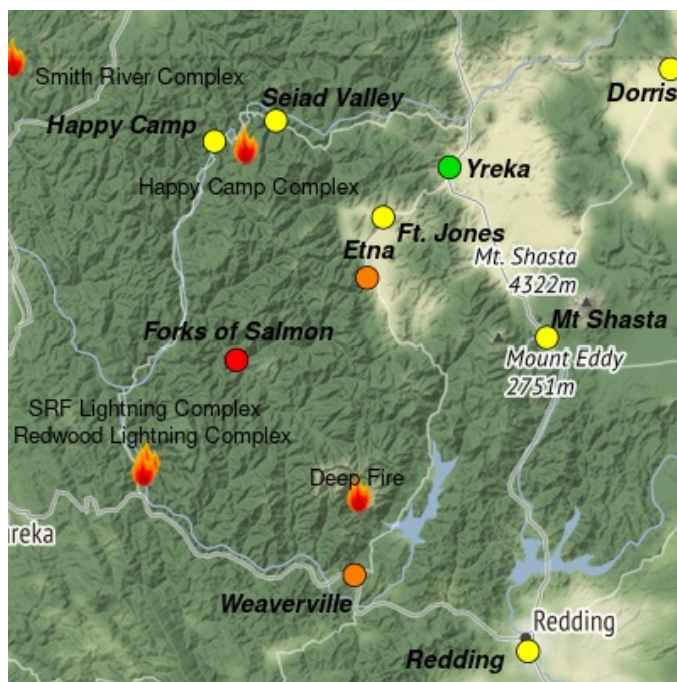 Smith River Complex
Dorris
Seiad Valley
Happy Camp
Yreka
Happy Camp Complex
Ft. Jones
Etna
Mt. Shasta
4322m
Forks of Salmon
Mt Shasta
Mount Eddy
2751m
SRF Lightning Complex
Redwood Lightning Complex
Deep Fire
ureka
Weaverville
Redding
Redding